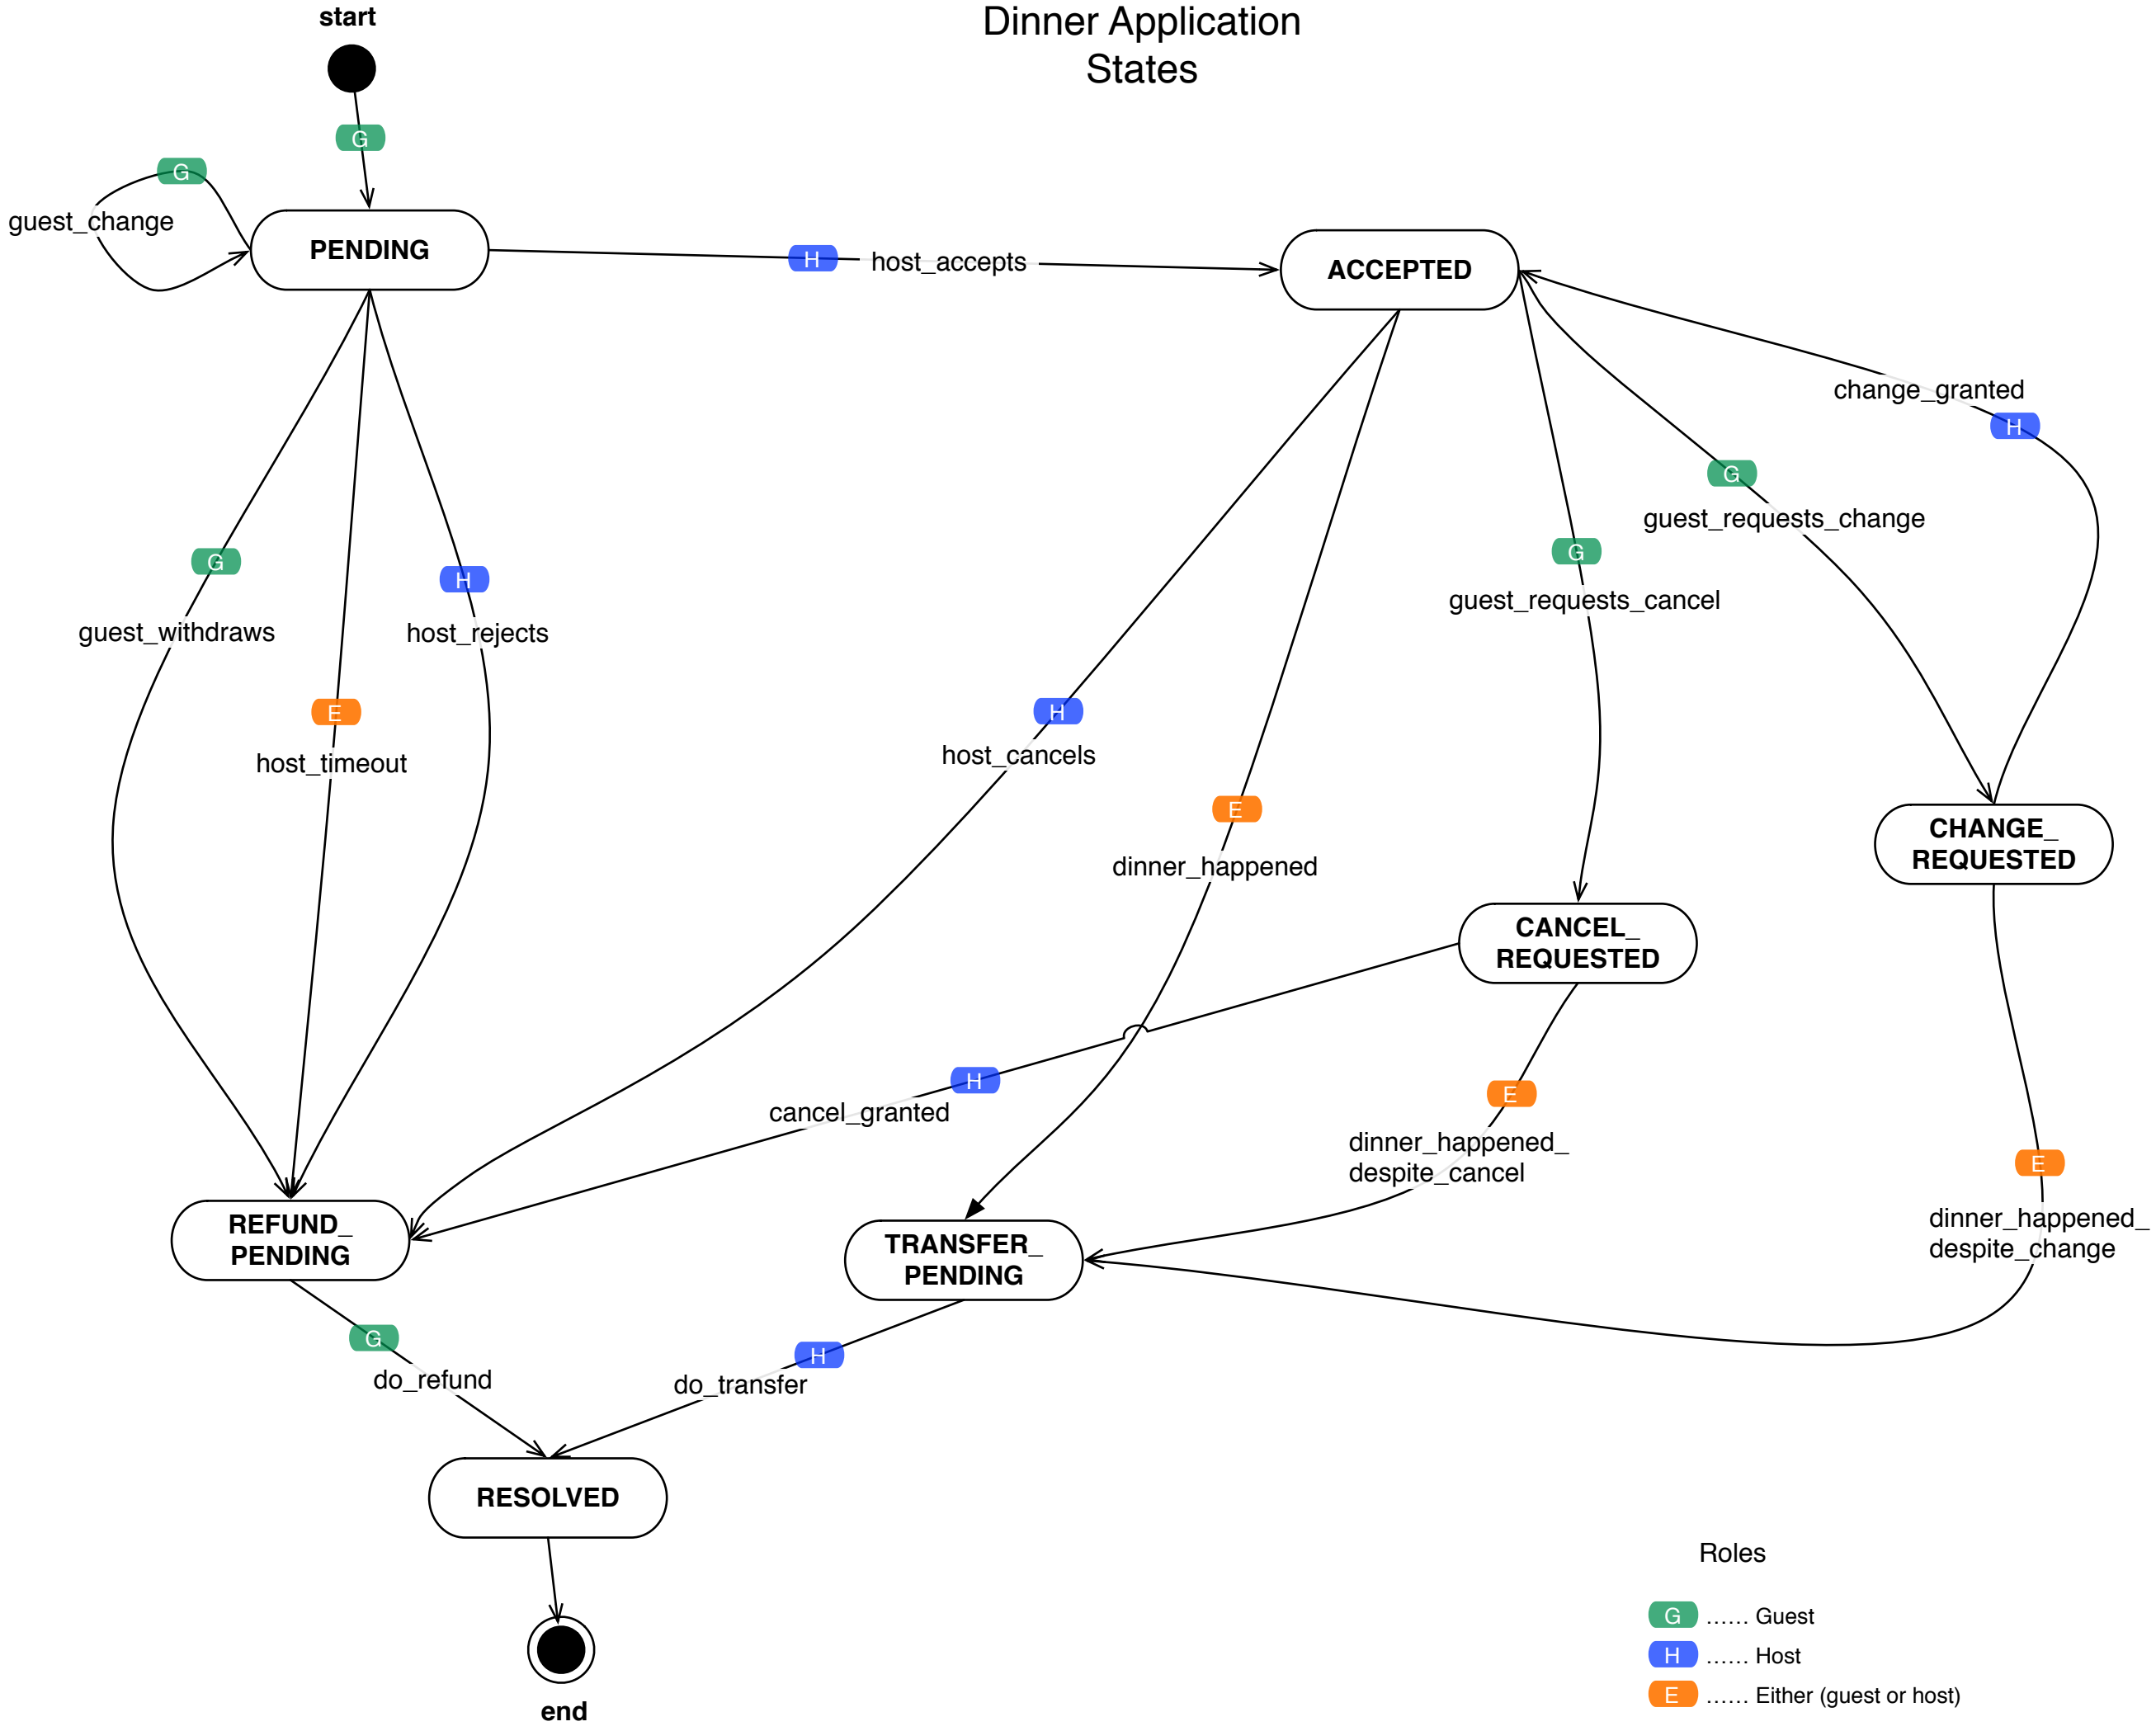 start
Dinner Application
States
G
G
guest_change
PENDING
H
host_accepts
ACCEPTED
change_granted
H
G
guest_requests_change
G
guest_requests_cancel
G
guest_withdraws
H
host_rejects
E
host_timeout
H
host_cancels
E
dinner_happened
CHANGE_
REQUESTED
CANCEL_
REQUESTED
H
cancel_granted
E
dinner_happened_
despite_cancel
E
dinner_happened_
despite_change
REFUND_
PENDING
TRANSFER_
PENDING
G
do_refund
H
do_transfer
RESOLVED
end
Roles
G ...... Guest
H ...... Host
E ...... Either (guest or host)